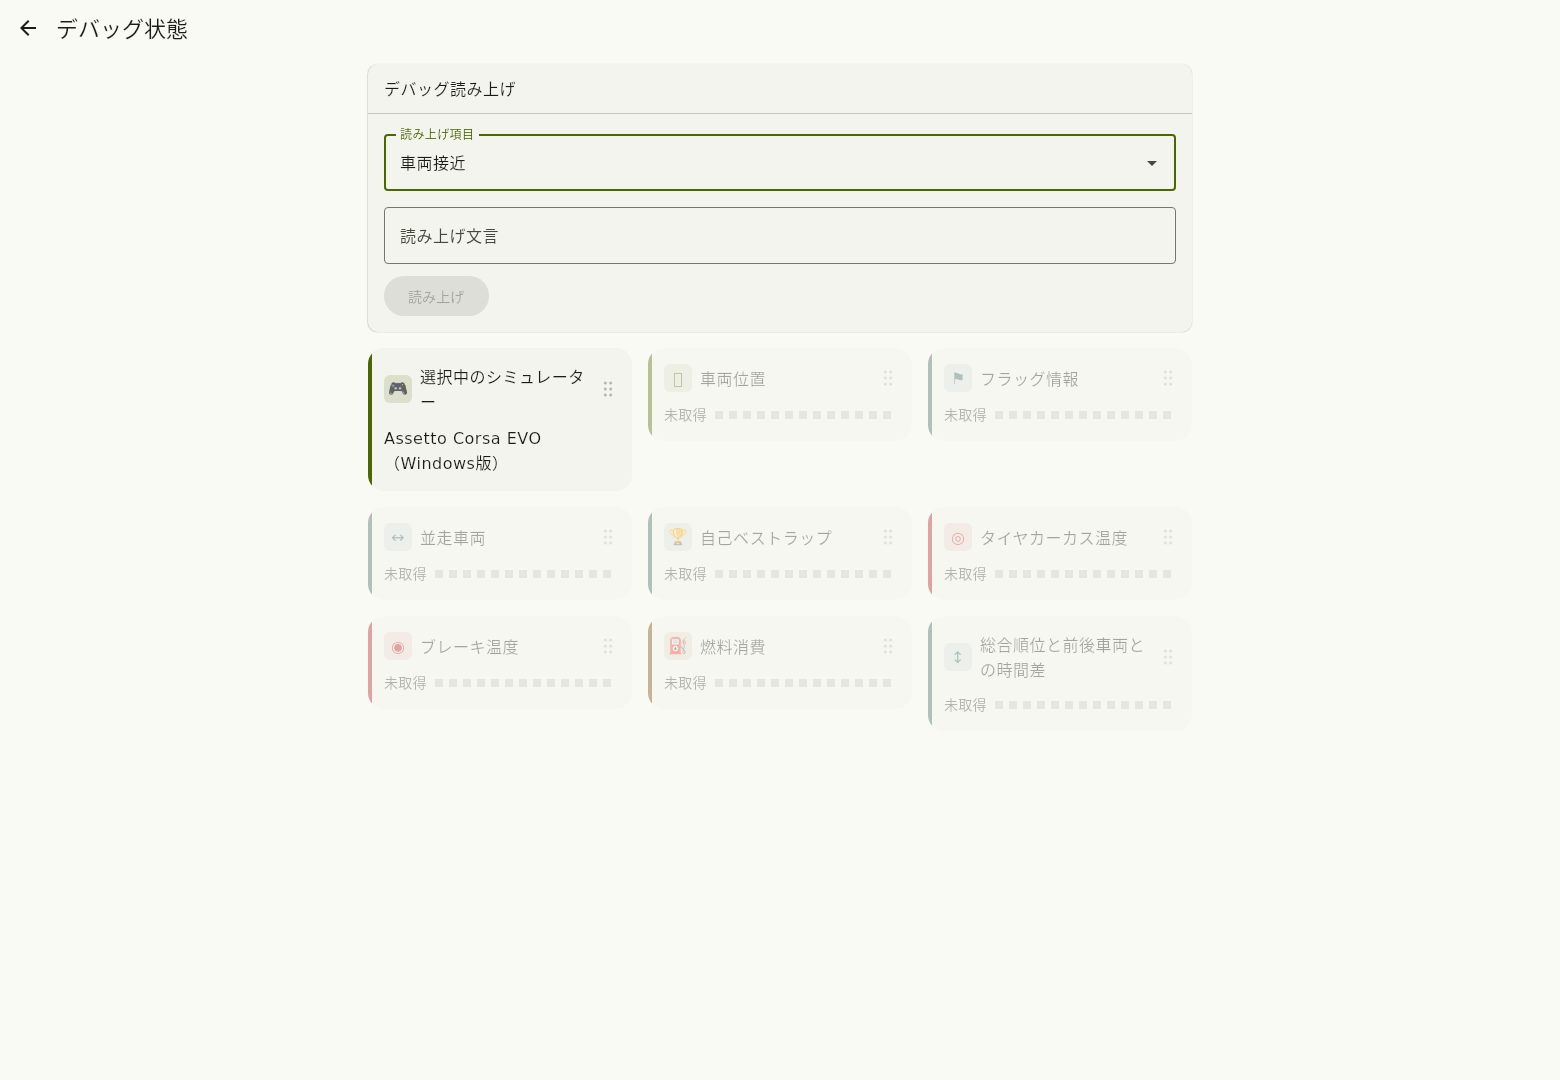 デバッグ状態
デバッグ読み上げ
読み上げ項目
車両接近
読み上げ文言
読み上げ
選択中のシミュレータ
ー
Assetto Corsa EVO
（Windows版）
車両位置
未取得
フラッグ情報
未取得
並走車両
未取得
自己ベストラップ
未取得
タイヤカーカス温度
未取得
ブレーキ温度
未取得
燃料消費
未取得
総合順位と前後車両と
の時間差
未取得